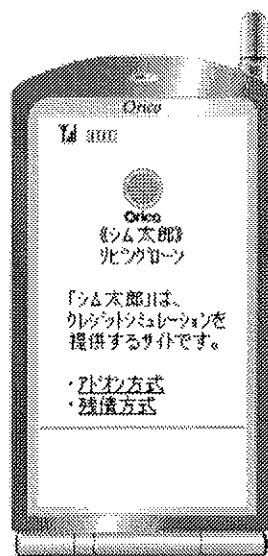 Orico
Orico
《シム太郎》
リビングローン
「シム太郎」は、
クレジットシミュレーションを
提供するサイトです。
・アドオン方式
・残債方式